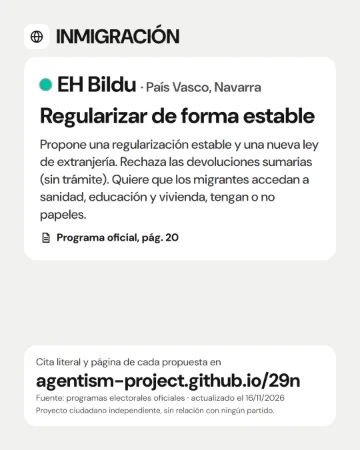 INMIGRACIÓN
EH Bildu · País Vasco, Navarra
Regularizar de forma estable
Propone una regularización estable y una nueva ley
de extranjería. Rechaza las devoluciones sumarias
(sin trámite). Quiere que los migrantes accedan a
sanidad, educación y vivienda, tengan o no
papeles.
Programa oficial, pág. 20
Cita literal y página de cada propuesta en
agentism-project.github.io/29n
Fuente: programas electorales oficiales · actualizado el 16/11/2026
Proyecto ciudadano independiente, sin relación con ningún partido.